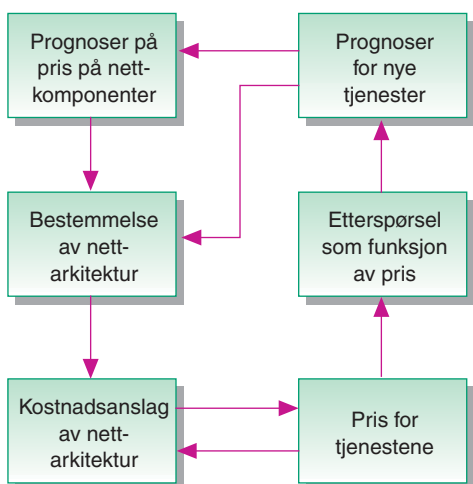 Prognoser på
pris på nett-
komponenter
Prognoser
for nye
tjenester
Bestemmelse
av nett-
arkitektur
Etterspørsel
som funksjon
av pris
Kostnadsanslag
av nett-
arkitektur
Pris for
tjenestene